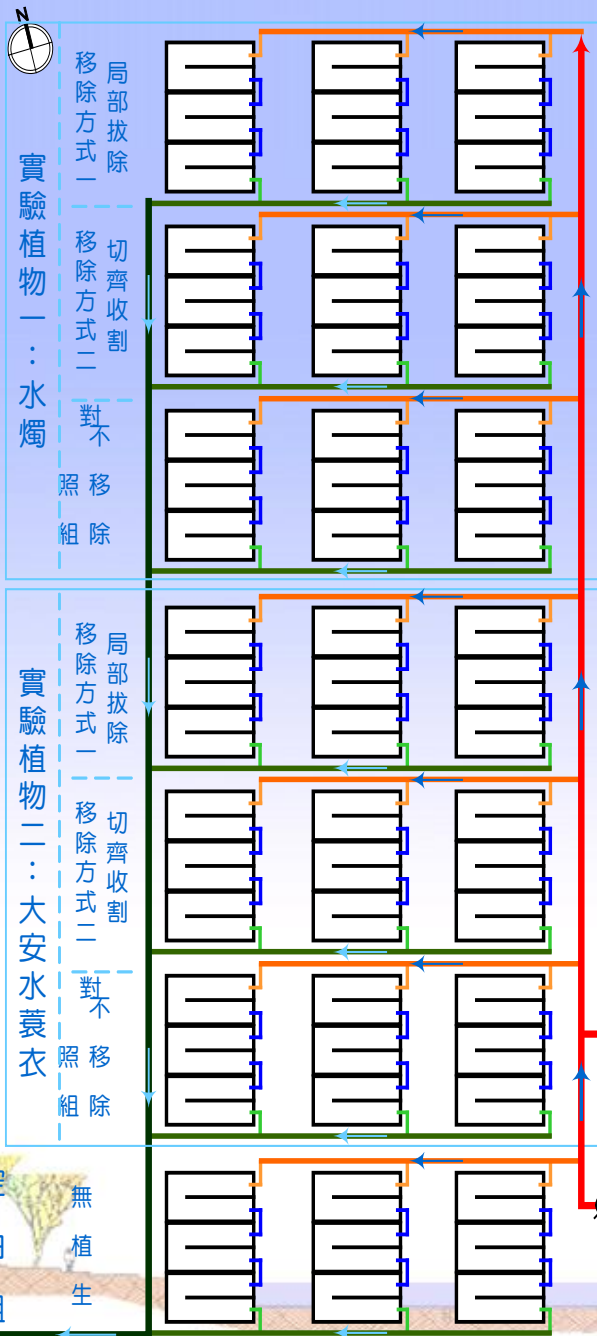 N
實驗植物一：水燭
移除方式一
局部拔除
移除方式二
切齊收割
對照組
不移除
實驗植物二：大安水蓑衣
移除方式一
局部拔除
移除方式二
切齊收割
對照組
不移除
無植生